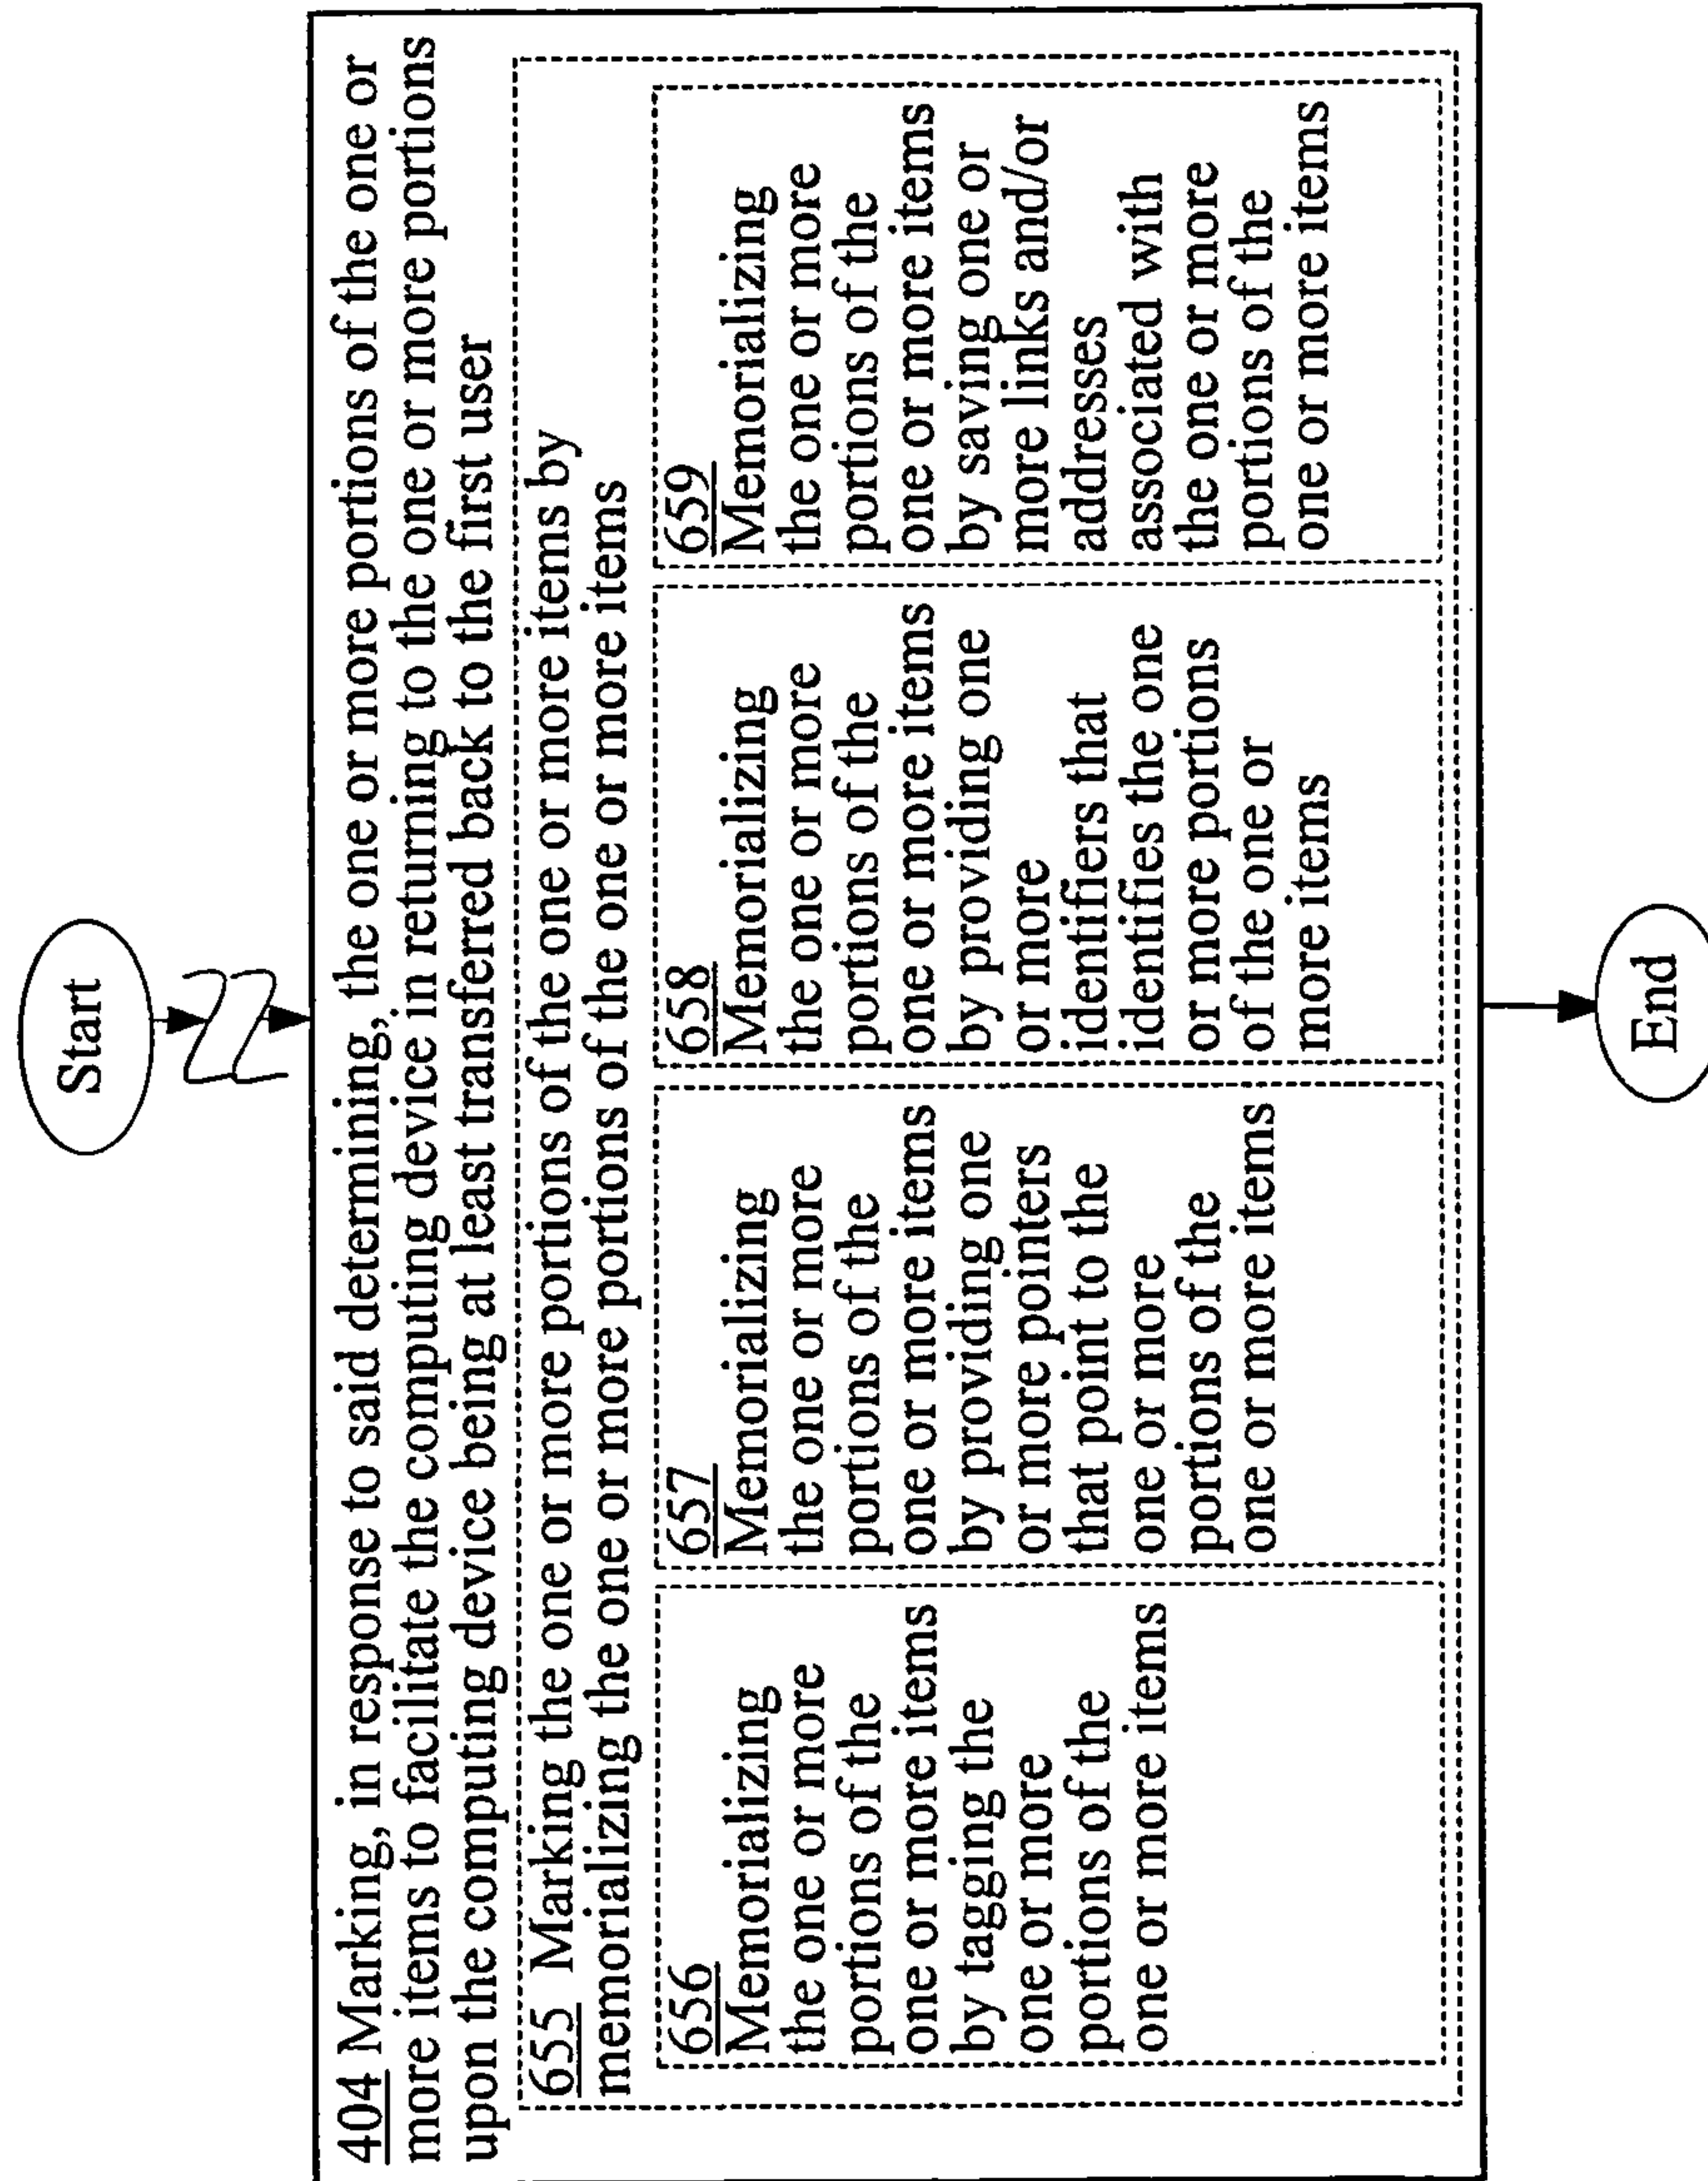 Start
404 Marking, in response to said determining, the one or more portions of the one or
more items to facilitate the computing device in returning to the one or more portions
upon the computing device being at least transferred back to the first user
655 Marking the one or more portions of the one or more items by
memorializing the one or more portions of the one or more items
656
Memorializing
the one or more
portions of the
one or more items
by tagging the
one or more
portions of the
one or more items
657
Memorializing
the one or more
portions of the
one or more items
by providing one
or more pointers
that point to the
one or more
portions of the
one or more items
658
Memorializing
the one or more
portions of the
one or more items
by providing one
or more
identifiers that
identifies the one
or more portions
of the one or
more items
659
Memorializing
the one or more
portions of the
one or more items
by saving one or
more links and/or
addresses
associated with
the one or more
portions of the
one or more items
End